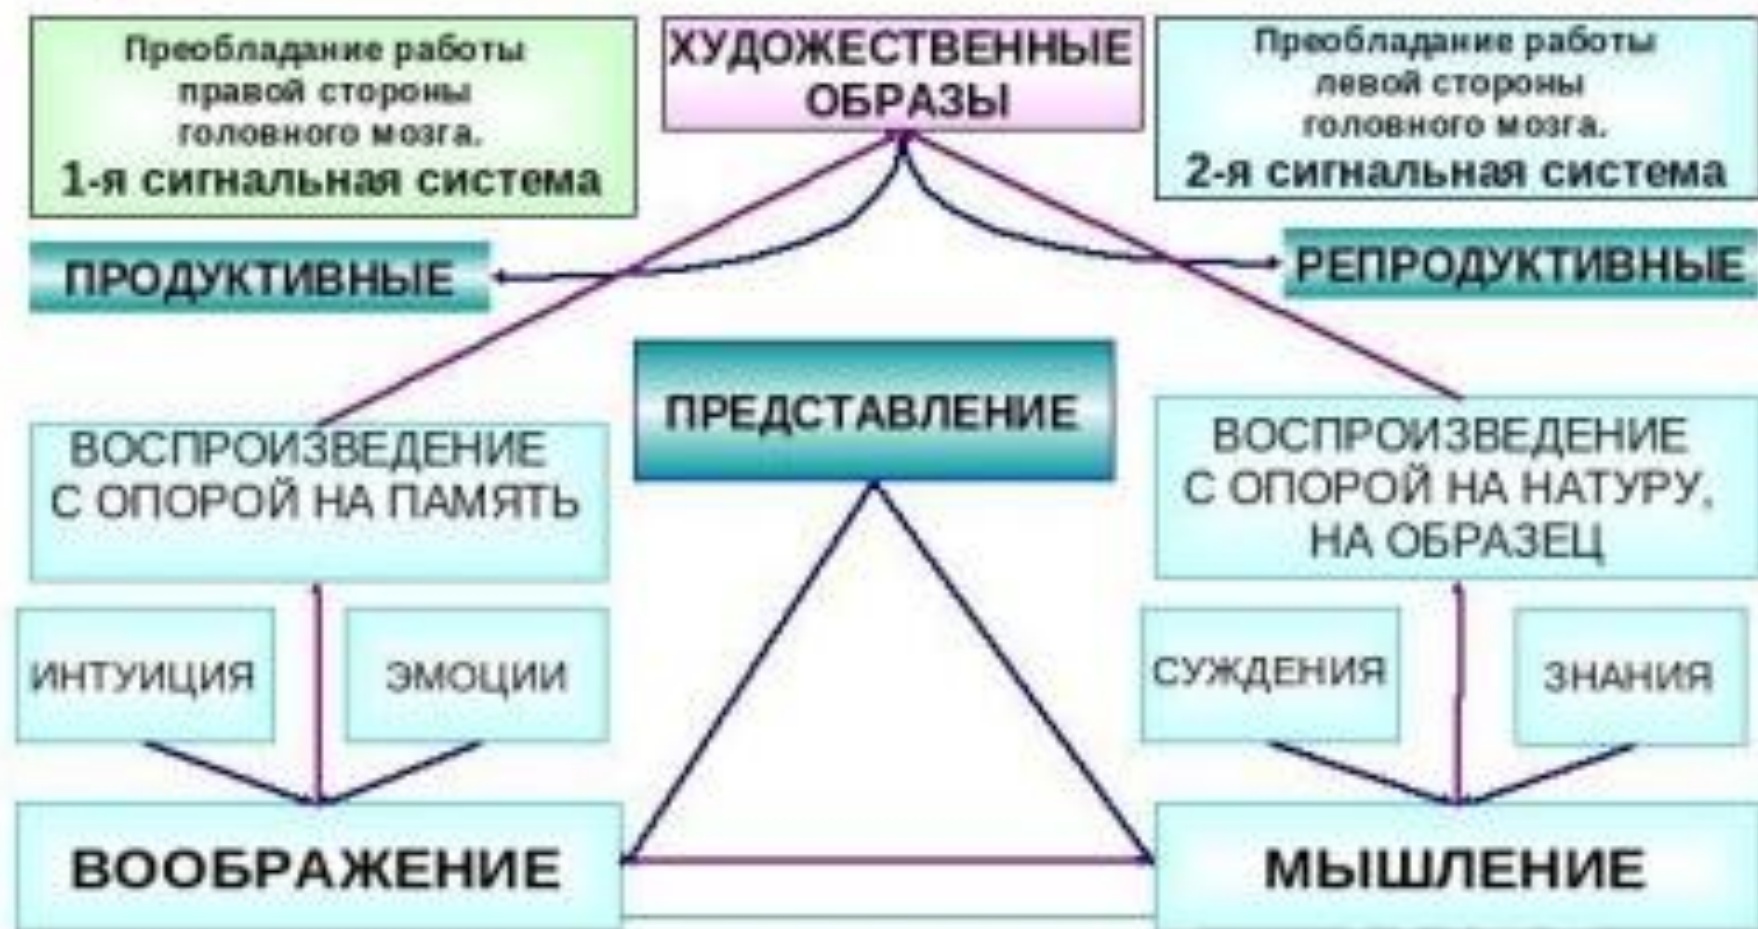 Преобладание работы
правой стороны
головного мозга.
1-я сигнальная система
ХУДОЖЕСТВЕННЫЕ
ОБРАЗЫ
Преобладание работы
левой стороны
головного мозга.
2-я сигнальная система
ПРОДУКТИВНЫЕ
РЕПРОДУКТИВНЫЕ
ПРЕДСТАВЛЕНИЕ
ВОСПРОИЗВЕДЕНИЕ
С ОПОРОЙ НА ПАМЯТЬ
ВОСПРОИЗВЕДЕНИЕ
С ОПОРОЙ НА НАТУРУ,
НА ОБРАЗЕЦ
ИНТУИЦИЯ
ЭМОЦИИ
СУЖДЕНИЯ
ЗНАНИЯ
ВООБРАЖЕНИЕ
МЫШЛЕНИЕ